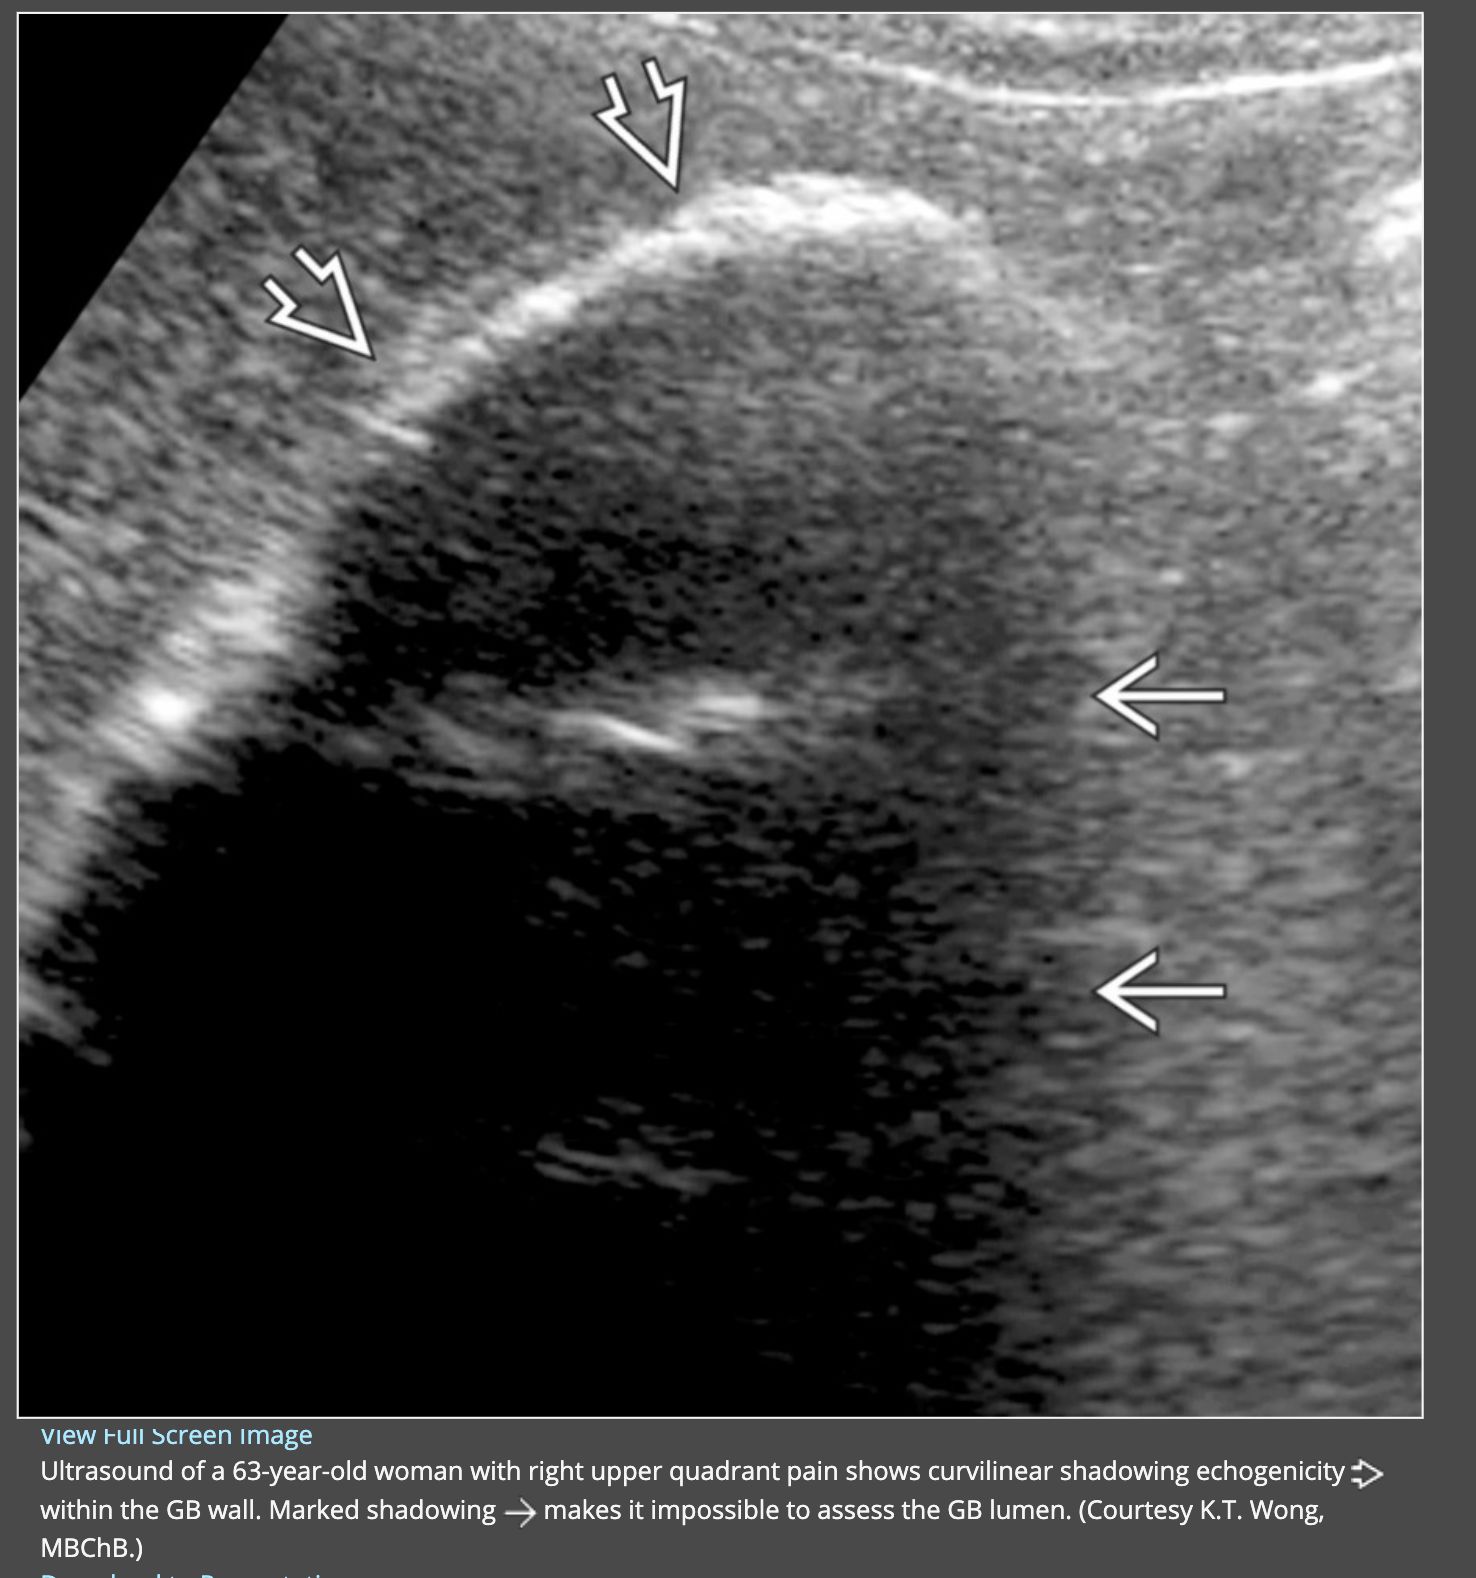 View Full Screen Image
Ultrasound of a 63-year-old woman with right upper quadrant pain shows curvilinear shadowing echogenicity
within the GB wall. Marked shadowing → makes it impossible to assess the GB lumen. (Courtesy K.T. Wong,
MBChB.)